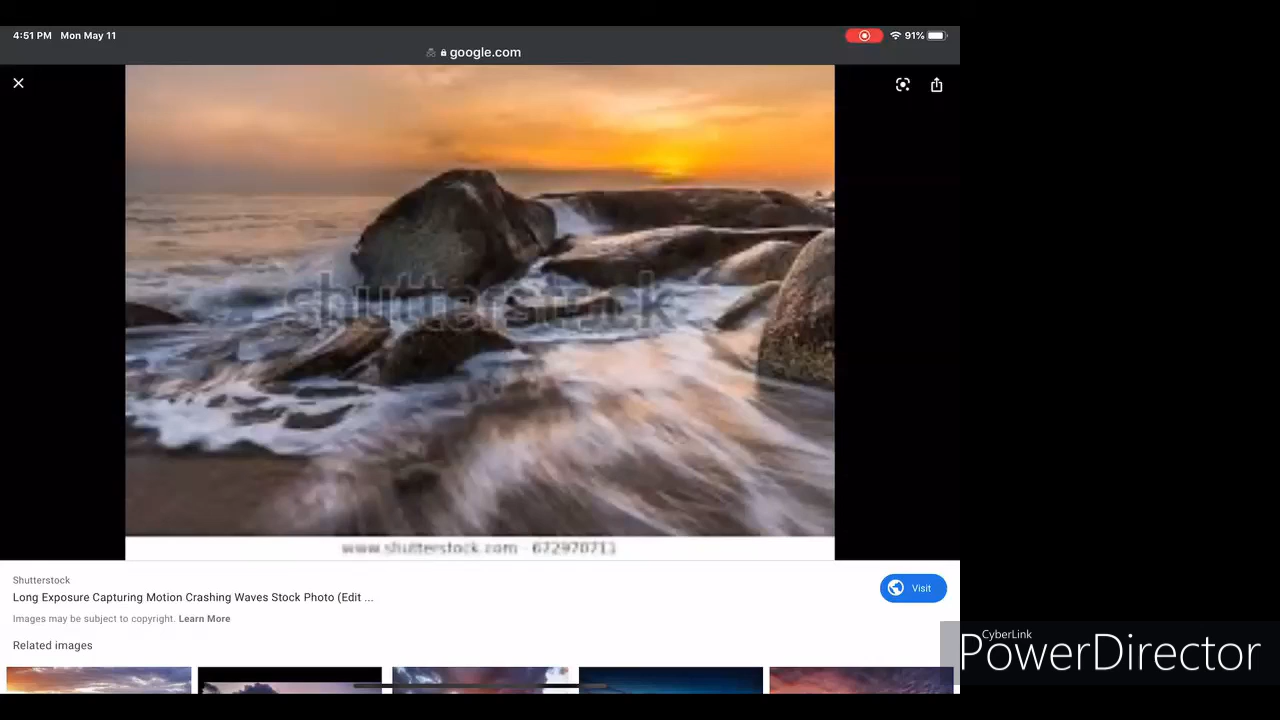 4:51 PM Mon May 11
google.com
91%
shutterstock
www.shutterstock.com · 672970711
Shutterstock
Long Exposure Capturing Motion Crashing Waves Stock Photo (Edit ...
Visit
Images may be subject to copyright. Learn More
Related images
CyberLink
PowerDirector